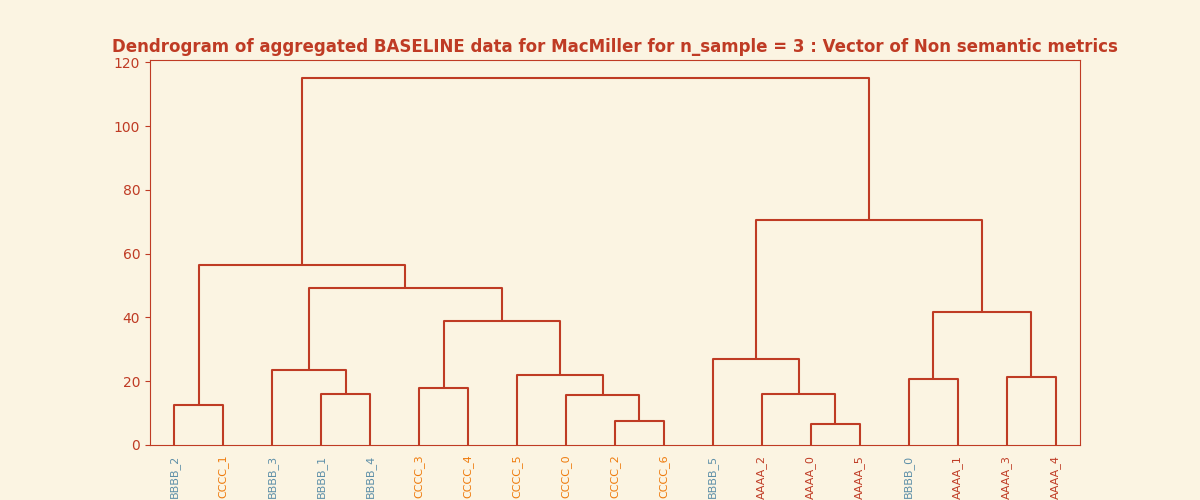 Dendrogram of aggregated BASELINE data for MacMiller for n_sample = 3 : Vector of Non semantic metrics
120
100
80
60
40
20
0
BBBB_2
CCCC_1
BBBB_3
BBBB_1
BBBB_4
CCCC_3
CCCC_4
CCCC_5
CCCC_0
CCCC_2
CCCC_6
BBBB_5
AAAA_2
AAAA_0
AAAA_5
BBBB_0
AAAA_1
AAAA_3
AAAA_4